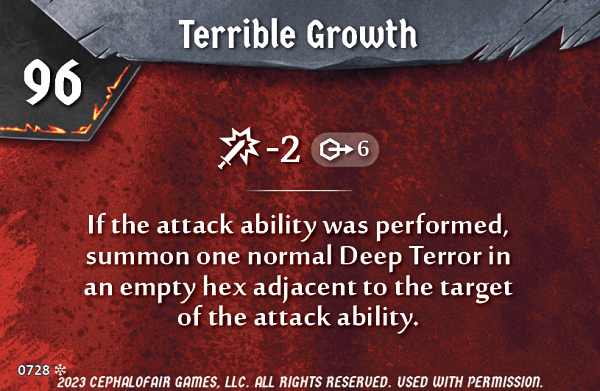 Terrible Growth
96
-2 6
If the attack ability was performed,
summon one normal Deep Terror in
an empty hex adjacent to the target
of the attack ability.
0728
2023 CEPHALOFAIR GAMES, LLC. ALL RIGHTS RESERVED. USED WITH PERMISSION.